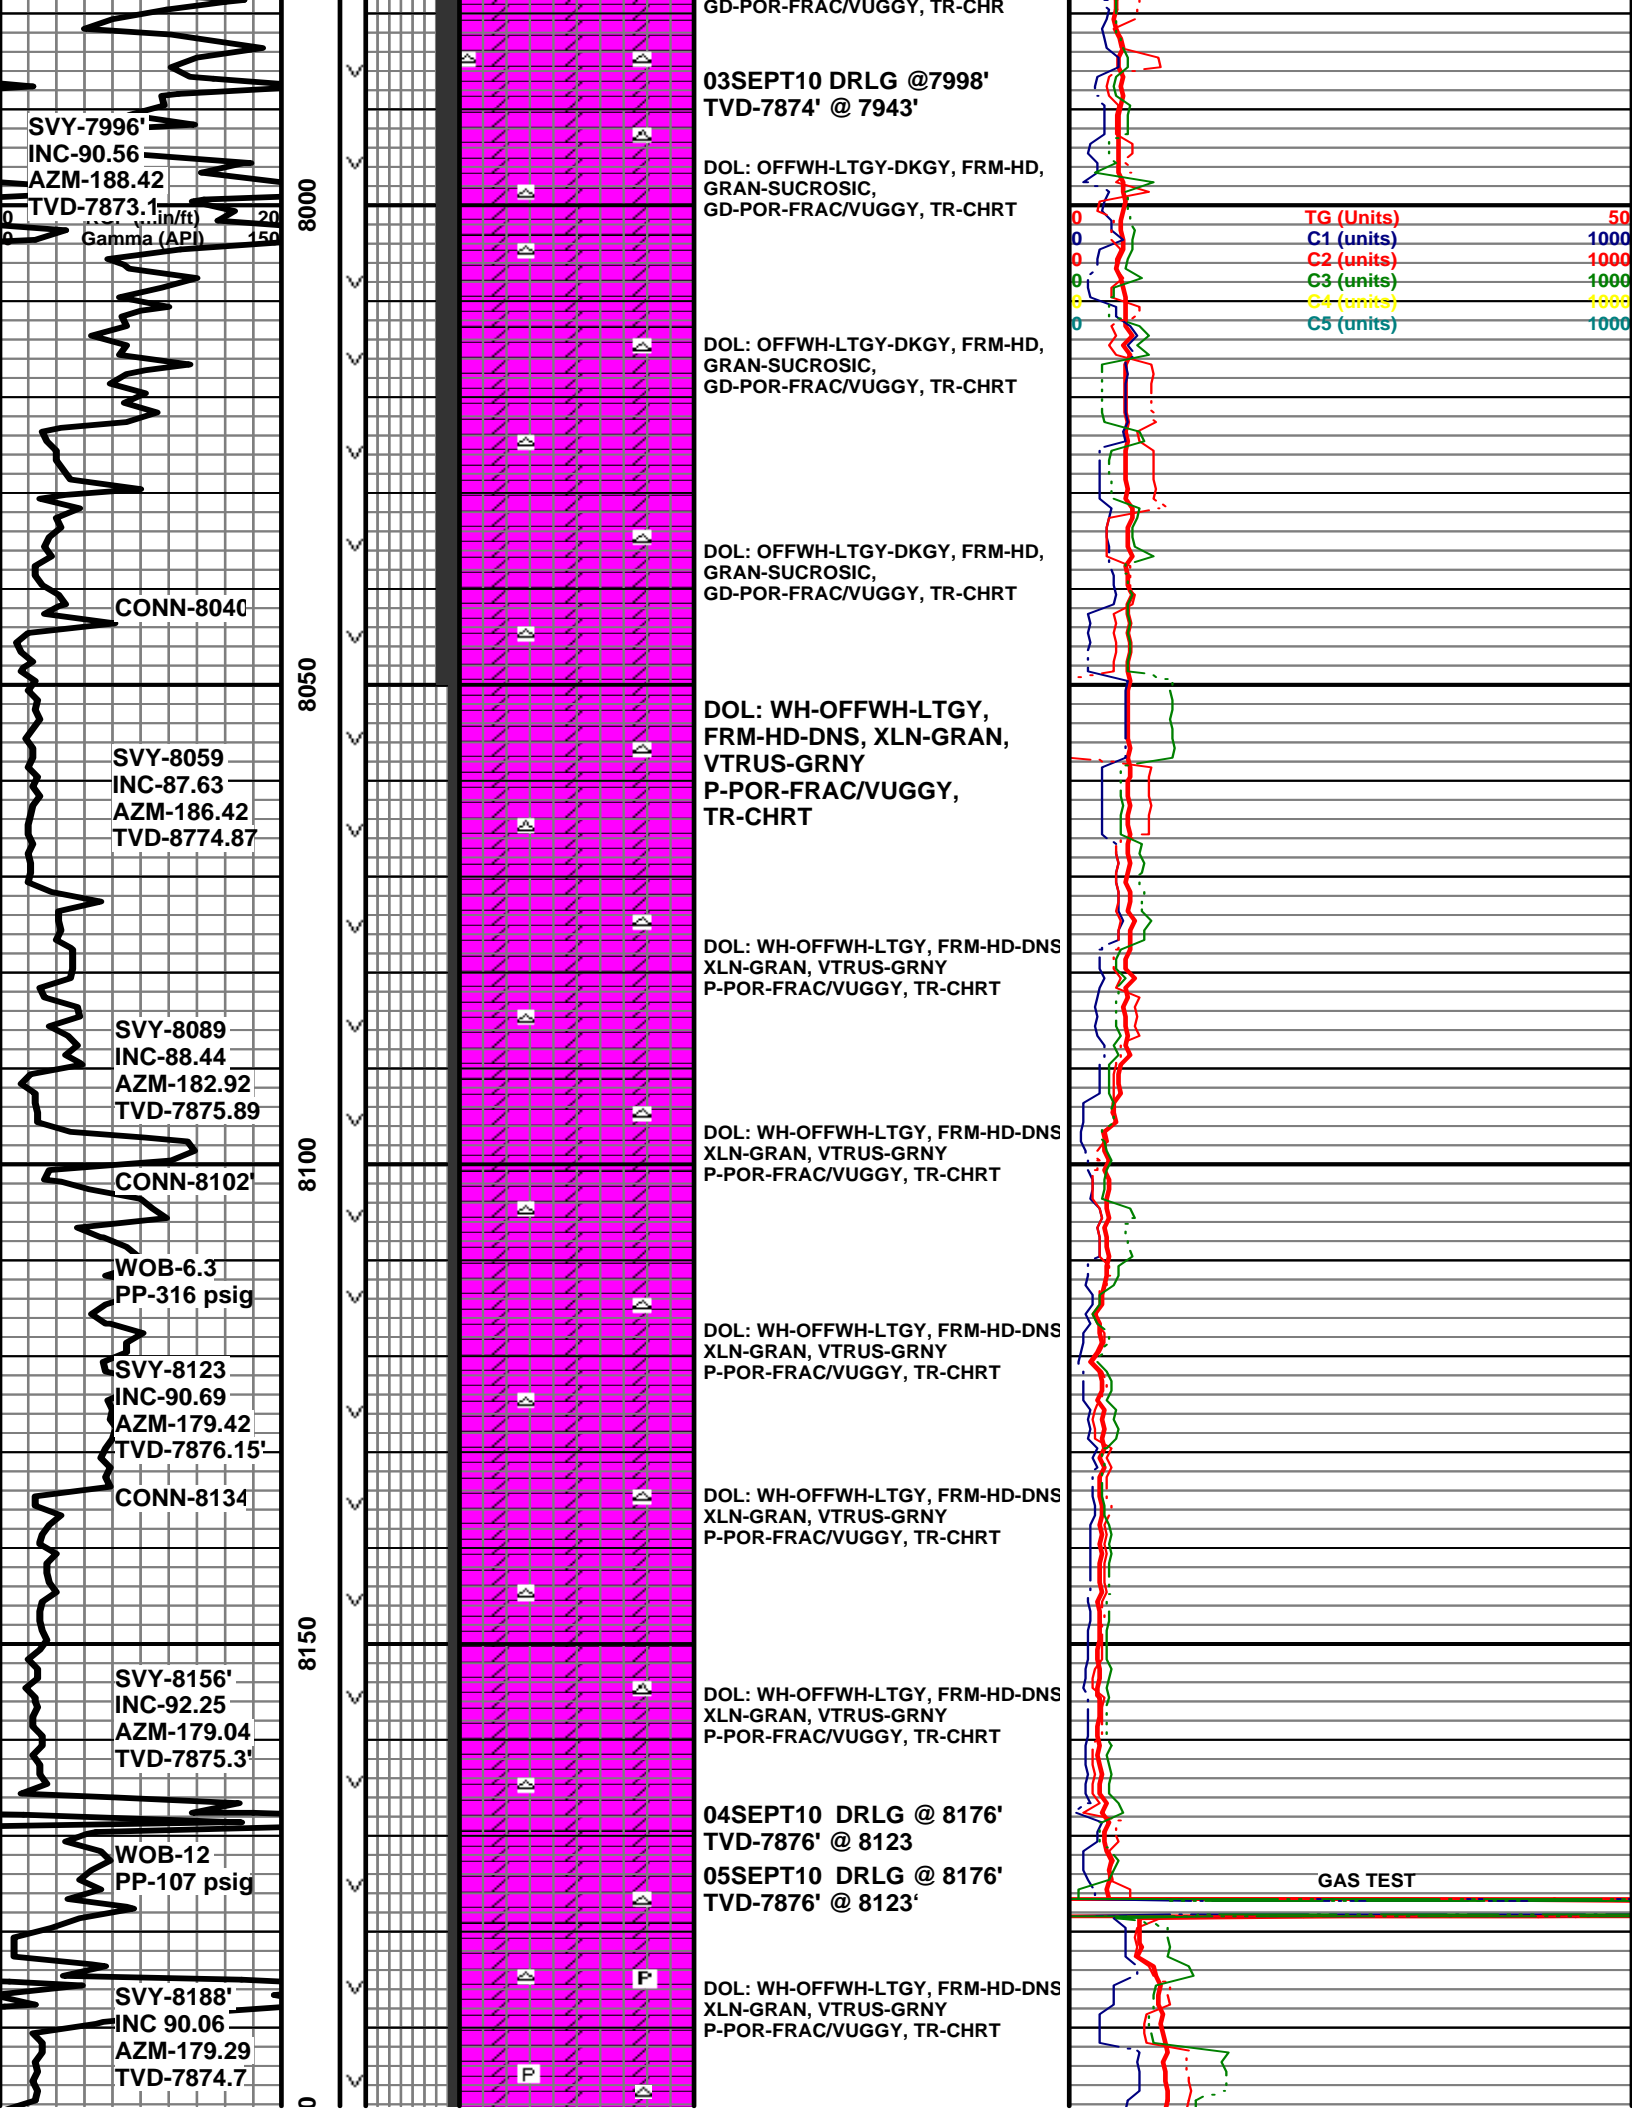 GD-POR-FRAC/VUGGY, TR-CHR
03SEPT10 DRLG @7998'
TVD-7874' @ 7943'
SVY-7996'
INC-90.56
AZM-188.42
TVD-7873.1
in/ft)
0
20
0
Gamma (API)
150
8000
DOL: OFFWH-LTGY-DKGY, FRM-HD,
GRAN-SUCROSIC,
GD-POR-FRAC/VUGGY, TR-CHRT
0 TG (Units) 50
0 C1 (units) 1000
0 C2 (units) 1000
0 C3 (units) 1000
0 C4 (units) 1000
0 C5 (units) 1000
DOL: OFFWH-LTGY-DKGY, FRM-HD,
GRAN-SUCROSIC,
GD-POR-FRAC/VUGGY, TR-CHRT
DOL: OFFWH-LTGY-DKGY, FRM-HD,
GRAN-SUCROSIC,
GD-POR-FRAC/VUGGY, TR-CHRT
CONN-8040
8050
DOL: WH-OFFWH-LTGY,
FRM-HD-DNS, XLN-GRAN,
VTRUS-GRNY
P-POR-FRAC/VUGGY,
TR-CHRT
SVY-8059
INC-87.63
AZM-186.42
TVD-8774.87
DOL: WH-OFFWH-LTGY, FRM-HD-DNS
XLN-GRAN, VTRUS-GRNY
P-POR-FRAC/VUGGY, TR-CHRT
SVY-8089
INC-88.44
AZM-182.92
TVD-7875.89
8100
DOL: WH-OFFWH-LTGY, FRM-HD-DNS
XLN-GRAN, VTRUS-GRNY
P-POR-FRAC/VUGGY, TR-CHRT
CONN-8102'
WOB-6.3
PP-316 psig
DOL: WH-OFFWH-LTGY, FRM-HD-DNS
XLN-GRAN, VTRUS-GRNY
P-POR-FRAC/VUGGY, TR-CHRT
SVY-8123
INC-90.69
AZM-179.42
TVD-7876.15'
CONN-8134
DOL: WH-OFFWH-LTGY, FRM-HD-DNS
XLN-GRAN, VTRUS-GRNY
P-POR-FRAC/VUGGY, TR-CHRT
8150
SVY-8156'
INC-92.25
AZM-179.04
TVD-7875.3'
DOL: WH-OFFWH-LTGY, FRM-HD-DNS
XLN-GRAN, VTRUS-GRNY
P-POR-FRAC/VUGGY, TR-CHRT
04SEPT10 DRLG @ 8176'
TVD-7876' @ 8123
05SEPT10 DRLG @ 8176'
TVD-7876' @ 8123‘
WOB-12
PP-107 psig
GAS TEST
P
DOL: WH-OFFWH-LTGY, FRM-HD-DNS
XLN-GRAN, VTRUS-GRNY
P-POR-FRAC/VUGGY, TR-CHRT
SVY-8188'
INC 90.06
AZM-179.29
TVD-7874.7
P